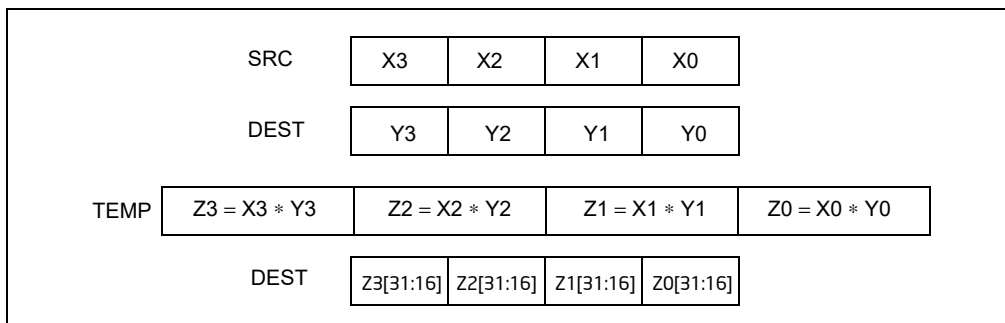 SRC X3 X2 X1 X0
DEST Y3 Y2 Y1 Y0
TEMP Z3 = X3 ∗ Y3 Z2 = X2 ∗ Y2 Z1 = X1 ∗ Y1 Z0 = X0 ∗ Y0
DEST Z3[31:16] Z2[31:16] Z1[31:16] Z0[31:16]